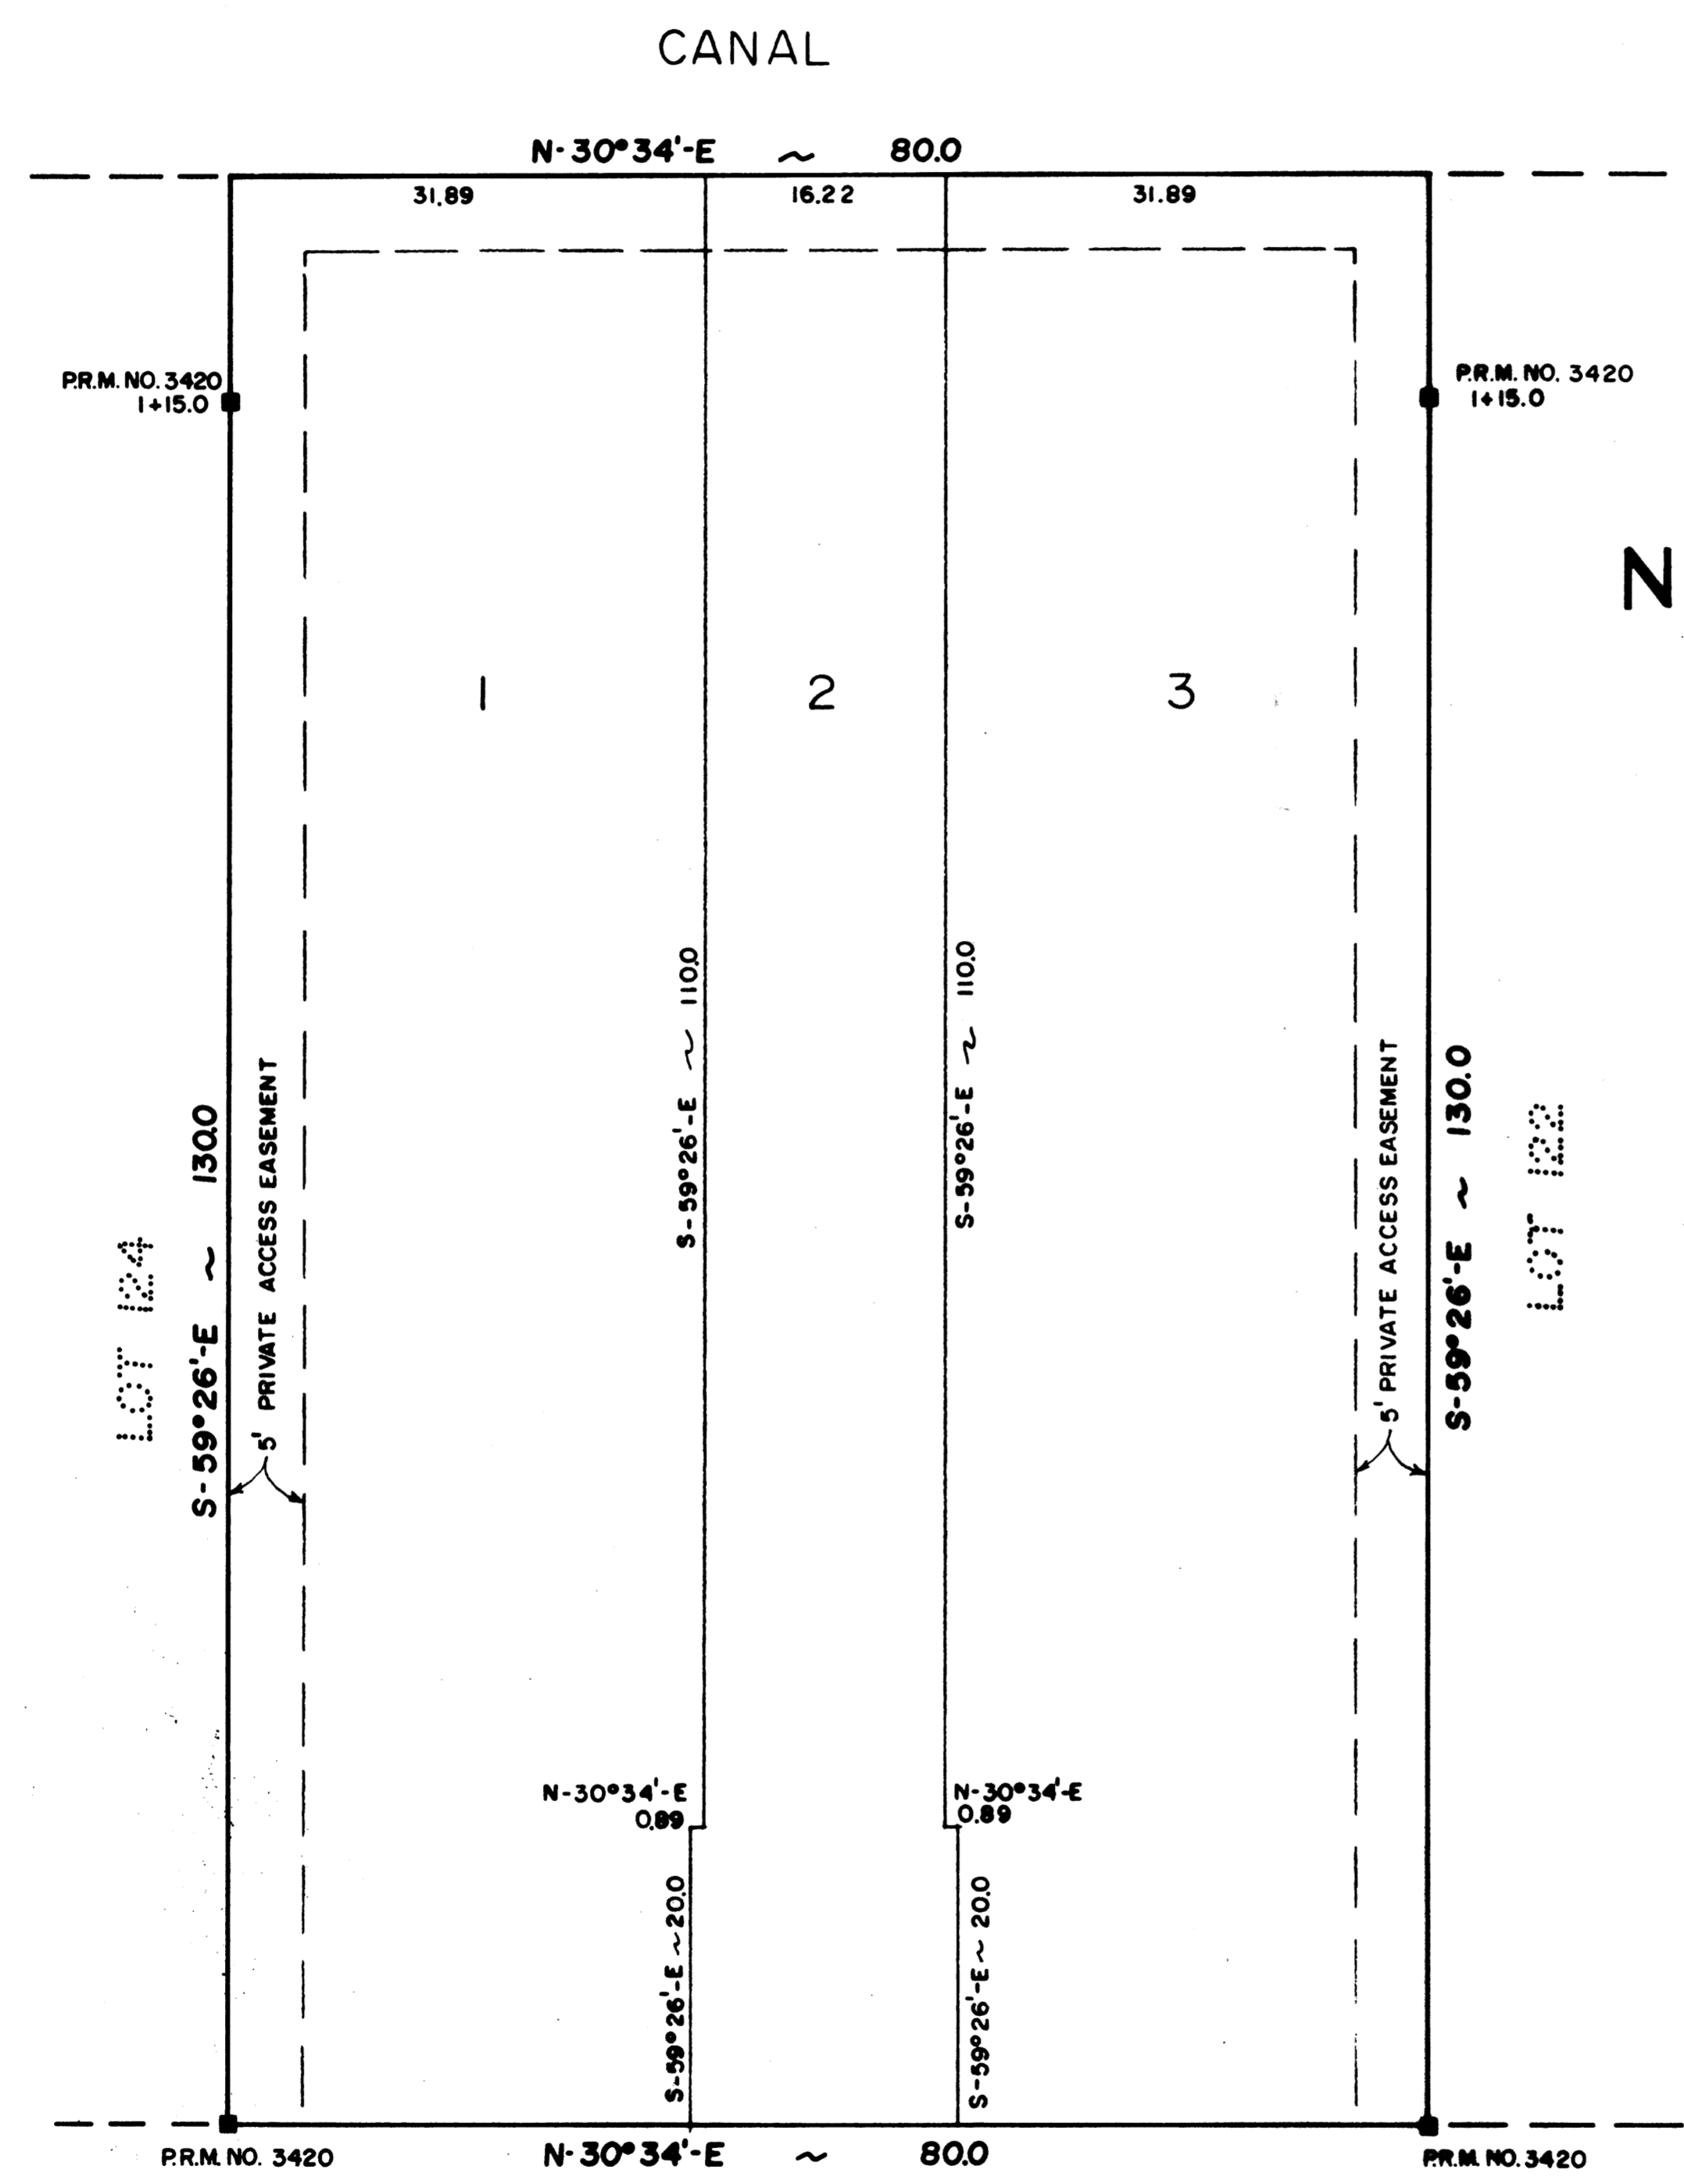 CANAL
N-30°34'-E ~ 80.0
31.89 16.22 31.89
P.R.M. NO. 3420
1+15.0
P.R.M. NO. 3420
1+15.0
N
1 2 3
LOT 124
S-59°26'-E ~ 130.0
5' PRIVATE ACCESS EASEMENT
S-59°26'-E ~ 110.0
S-59°26'-E ~ 110.0
5' PRIVATE ACCESS EASEMENT
S-59°26'-E ~ 130.0
LOT 122
N-30°34'-E
0.89
N-30°34'-E
0.89
S-59°26'-E ~ 20.0
S-59°26'-E ~ 20.0
P.R.M. NO. 3420
N-30°34'-E ~ 80.0
P.R.M. NO. 3420